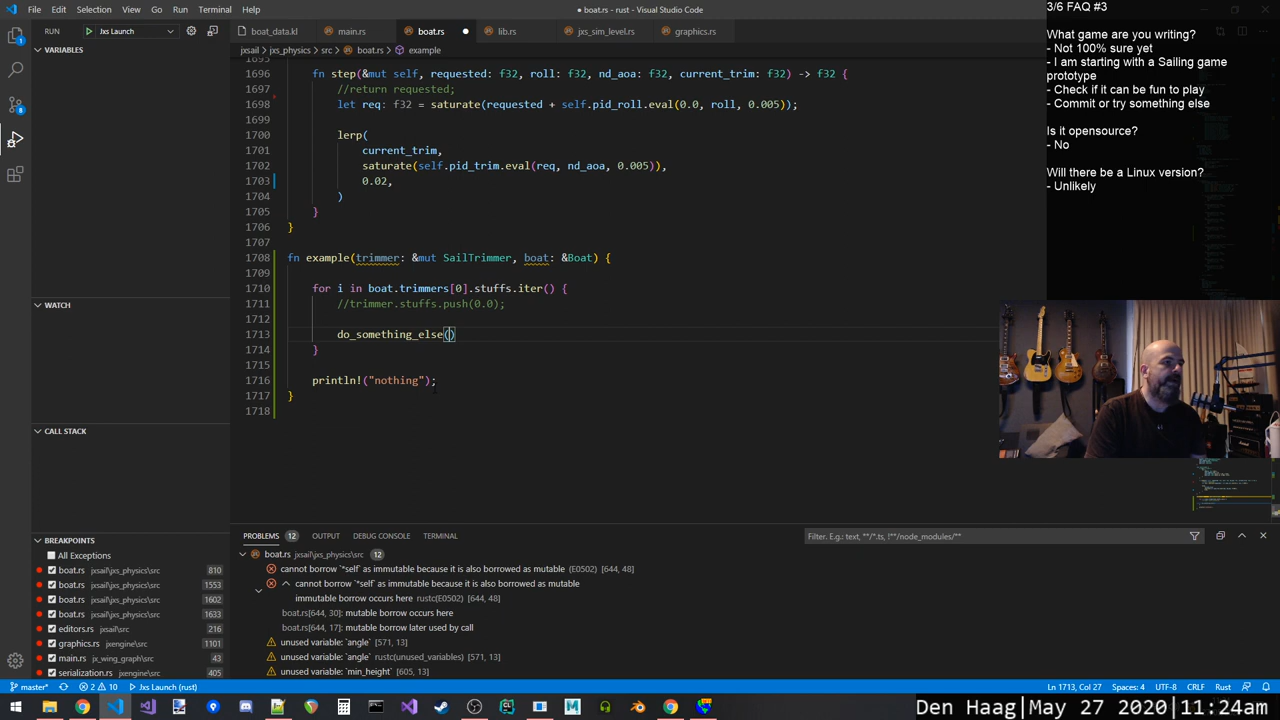 File Edit Selection View Go Run Terminal Help
● boat.rs - rust - Visual Studio Code
RUN Jxs Launch
boat_data.kl main.rs boat.rs ● lib.rs jxs_sim_level.rs graphics.rs
jxsail > jxs_physics > src > boat.rs > example
VARIABLES
1695
1696 fn step(&mut self, requested: f32, roll: f32, nd_aoa: f32, current_trim: f32) -> f32 {
1697 //return requested;
1698 let req: f32 = saturate(requested + self.pid_roll.eval(0.0, roll, 0.005));
1699
1700 lerp(
1701 current_trim,
1702 saturate(self.pid_trim.eval(req, nd_aoa, 0.005)),
1703 0.02,
1704 )
1705 }
1706 }
1707
1708 fn example(trimmer: &mut SailTrimmer, boat: &Boat) {
1709
1710 for i in boat.trimmers[0].stuffs.iter() {
1711 //trimmer.stuffs.push(0.0);
1712
1713 do_something_else()
1714 }
1715
1716 println!("nothing");
1717 }
1718
WATCH
CALL STACK
BREAKPOINTS
All Exceptions
boat.rs jxsail\jxs_physics\src 810
boat.rs jxsail\jxs_physics\src 1553
boat.rs jxsail\jxs_physics\src 1602
boat.rs jxsail\jxs_physics\src 1633
editors.rs jxsail\src 216
graphics.rs jxengine\src 1101
main.rs jx_wing_graph\src 43
serialization.rs jxengine\src 405
PROBLEMS 12 OUTPUT DEBUG CONSOLE TERMINAL
Filter. E.g.: text, **/*.ts, !**/node_modules/**
boat.rs jxsail\jxs_physics\src 12
cannot borrow `*self` as immutable because it is also borrowed as mutable (E0502) [644, 48]
cannot borrow `*self` as immutable because it is also borrowed as mutable
immutable borrow occurs here rustc(E0502) [644, 48]
boat.rs[644, 30]: mutable borrow occurs here
boat.rs[644, 17]: mutable borrow later used by call
unused variable: `angle` [571, 13]
unused variable: `angle` rustc(unused_variables) [571, 13]
unused variable: `min_height` [605, 13]
3/6 FAQ #3
What game are you writing?
- Not 100% sure yet
- I am starting with a Sailing game
prototype
- Check if it can be fun to play
- Commit or try something else
Is it opensource?
- No
Will there be a Linux version?
- Unlikely
master* 2 10 Jxs Launch (rust)
Ln 1713, Col 27 Spaces: 4 UTF-8 CRLF Rust
Den Haag|May 27 2020|11:24am